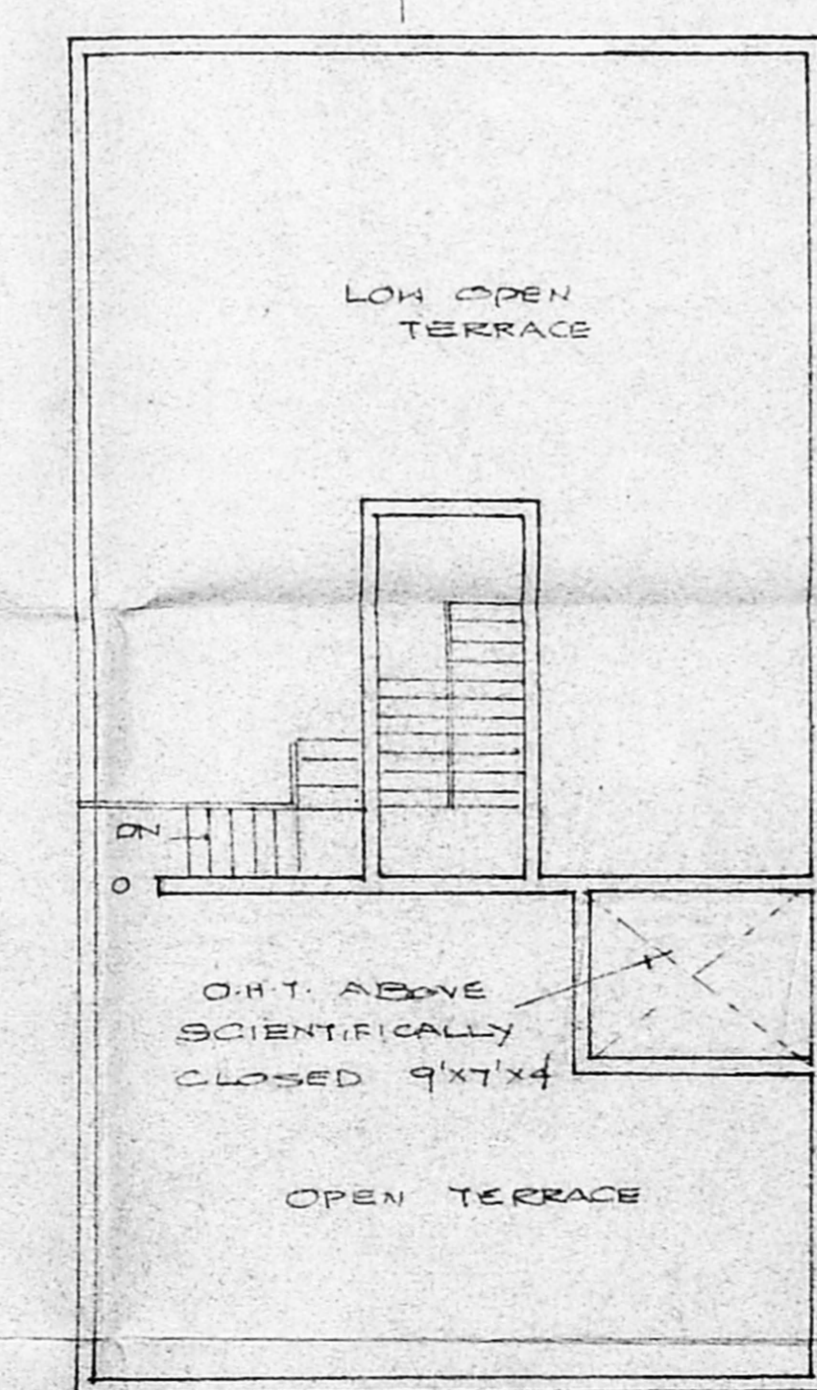 LOW OPEN
TERRACE
DN
O
O.H.T. ABOVE
SCIENTIFICALLY
CLOSED 9'x7'x4
OPEN TERRACE